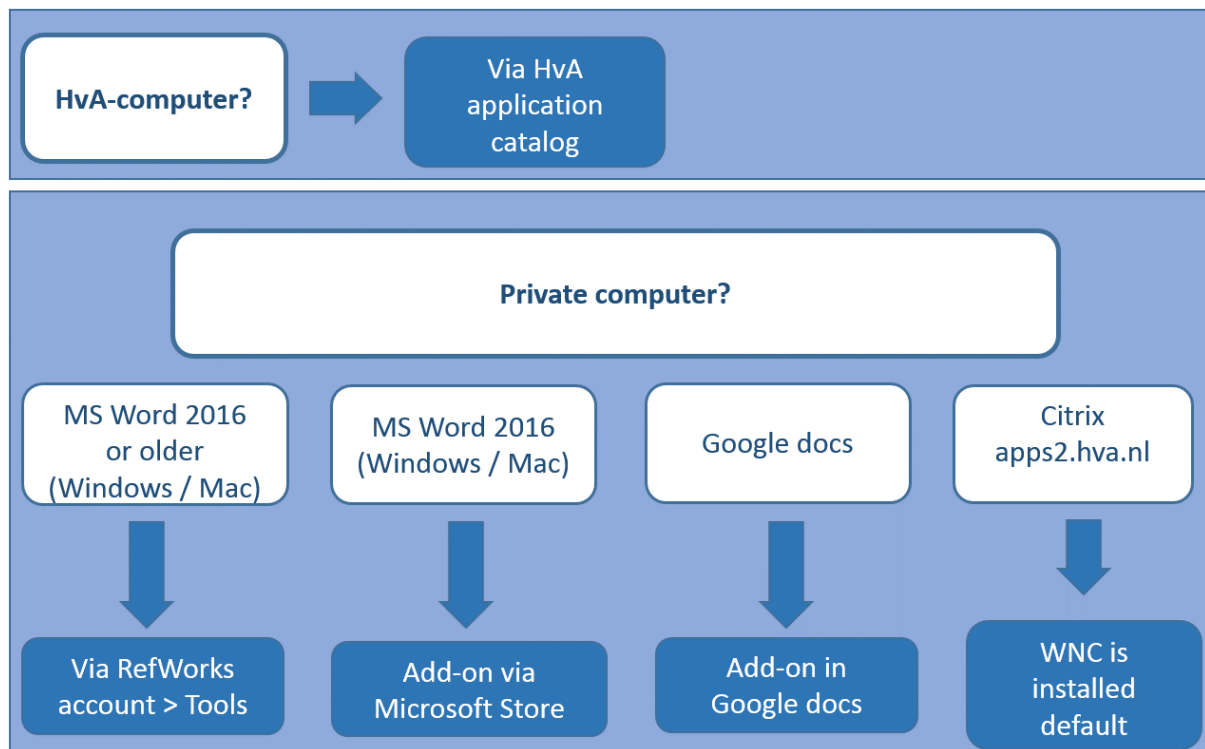 HvA-computer?
Via HvA
application
catalog
Private computer?
MS Word 2016
or older
(Windows / Mac)
MS Word 2016
(Windows / Mac)
Google docs
Citrix
apps2.hva.nl
Via RefWorks
account > Tools
Add-on via
Microsoft Store
Add-on in
Google docs
WNC is
installed
default